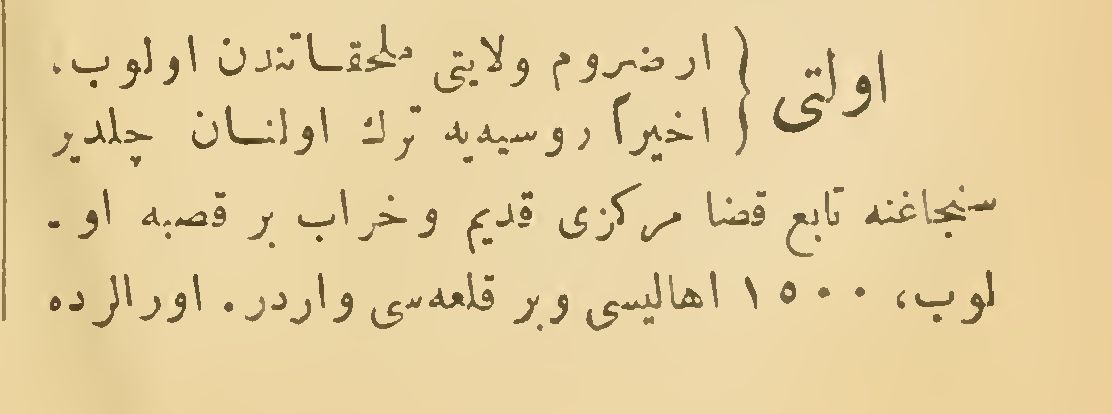 اولتی { ارضروم ولایتی ملحقاتندن اولوب،
{ اخیراً روسیه‌یه ترك اولنان چلدیر
سنجاغنه تابع قضا مرکزی قدیم وخراب بر قصبه او -
لوب، ١٥٠٠ اهالیسی وبر قلعه‌سی واردر. اورالرده